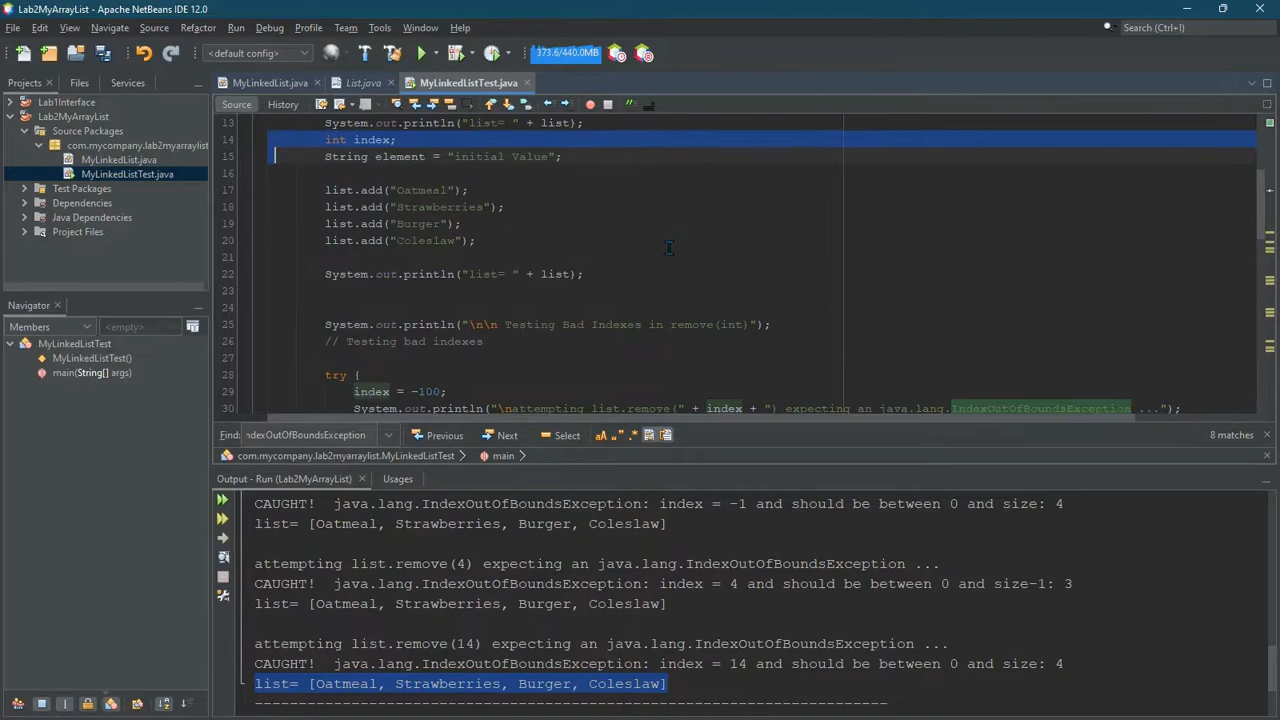 Lab2MyArrayList - Apache NetBeans IDE 12.0
File Edit View Navigate Source Refactor Run Debug Profile Team Tools Window Help
Search (Ctrl+I)
<default config>
373.6/440.0MB
Projects Files Services
MyLinkedList.java List.java MyLinkedListTest.java
Source History
Lab1Interface
Lab2MyArrayList
Source Packages
com.mycompany.lab2myarraylist
MyLinkedList.java
MyLinkedListTest.java
Test Packages
Dependencies
Java Dependencies
Project Files
Navigator
Members <empty>
MyLinkedListTest
MyLinkedListTest()
main(String[] args)
13 System.out.println("list= " + list);
14 int index;
15 String element = "initial Value";
16
17 list.add("Oatmeal");
18 list.add("Strawberries");
19 list.add("Burger");
20 list.add("Coleslaw");
21
22 System.out.println("list= " + list);
23
24
25 System.out.println("\n\n Testing Bad Indexes in remove(int)");
26 // Testing bad indexes
27
28 try {
29 index = -100;
30 System.out.println("\nattempting list.remove(" + index + ") expecting an java.lang.IndexOutOfBoundsException ...");
Find: ndexOutOfBoundsException Previous Next Select 8 matches
com.mycompany.lab2myarraylist.MyLinkedListTest main
Output - Run (Lab2MyArrayList) Usages
CAUGHT! java.lang.IndexOutOfBoundsException: index = -1 and should be between 0 and size: 4
list= [Oatmeal, Strawberries, Burger, Coleslaw]
attempting list.remove(4) expecting an java.lang.IndexOutOfBoundsException ...
CAUGHT! java.lang.IndexOutOfBoundsException: index = 4 and should be between 0 and size-1: 3
list= [Oatmeal, Strawberries, Burger, Coleslaw]
attempting list.remove(14) expecting an java.lang.IndexOutOfBoundsException ...
CAUGHT! java.lang.IndexOutOfBoundsException: index = 14 and should be between 0 and size: 4
list= [Oatmeal, Strawberries, Burger, Coleslaw]
----------------------------------------------------------------------